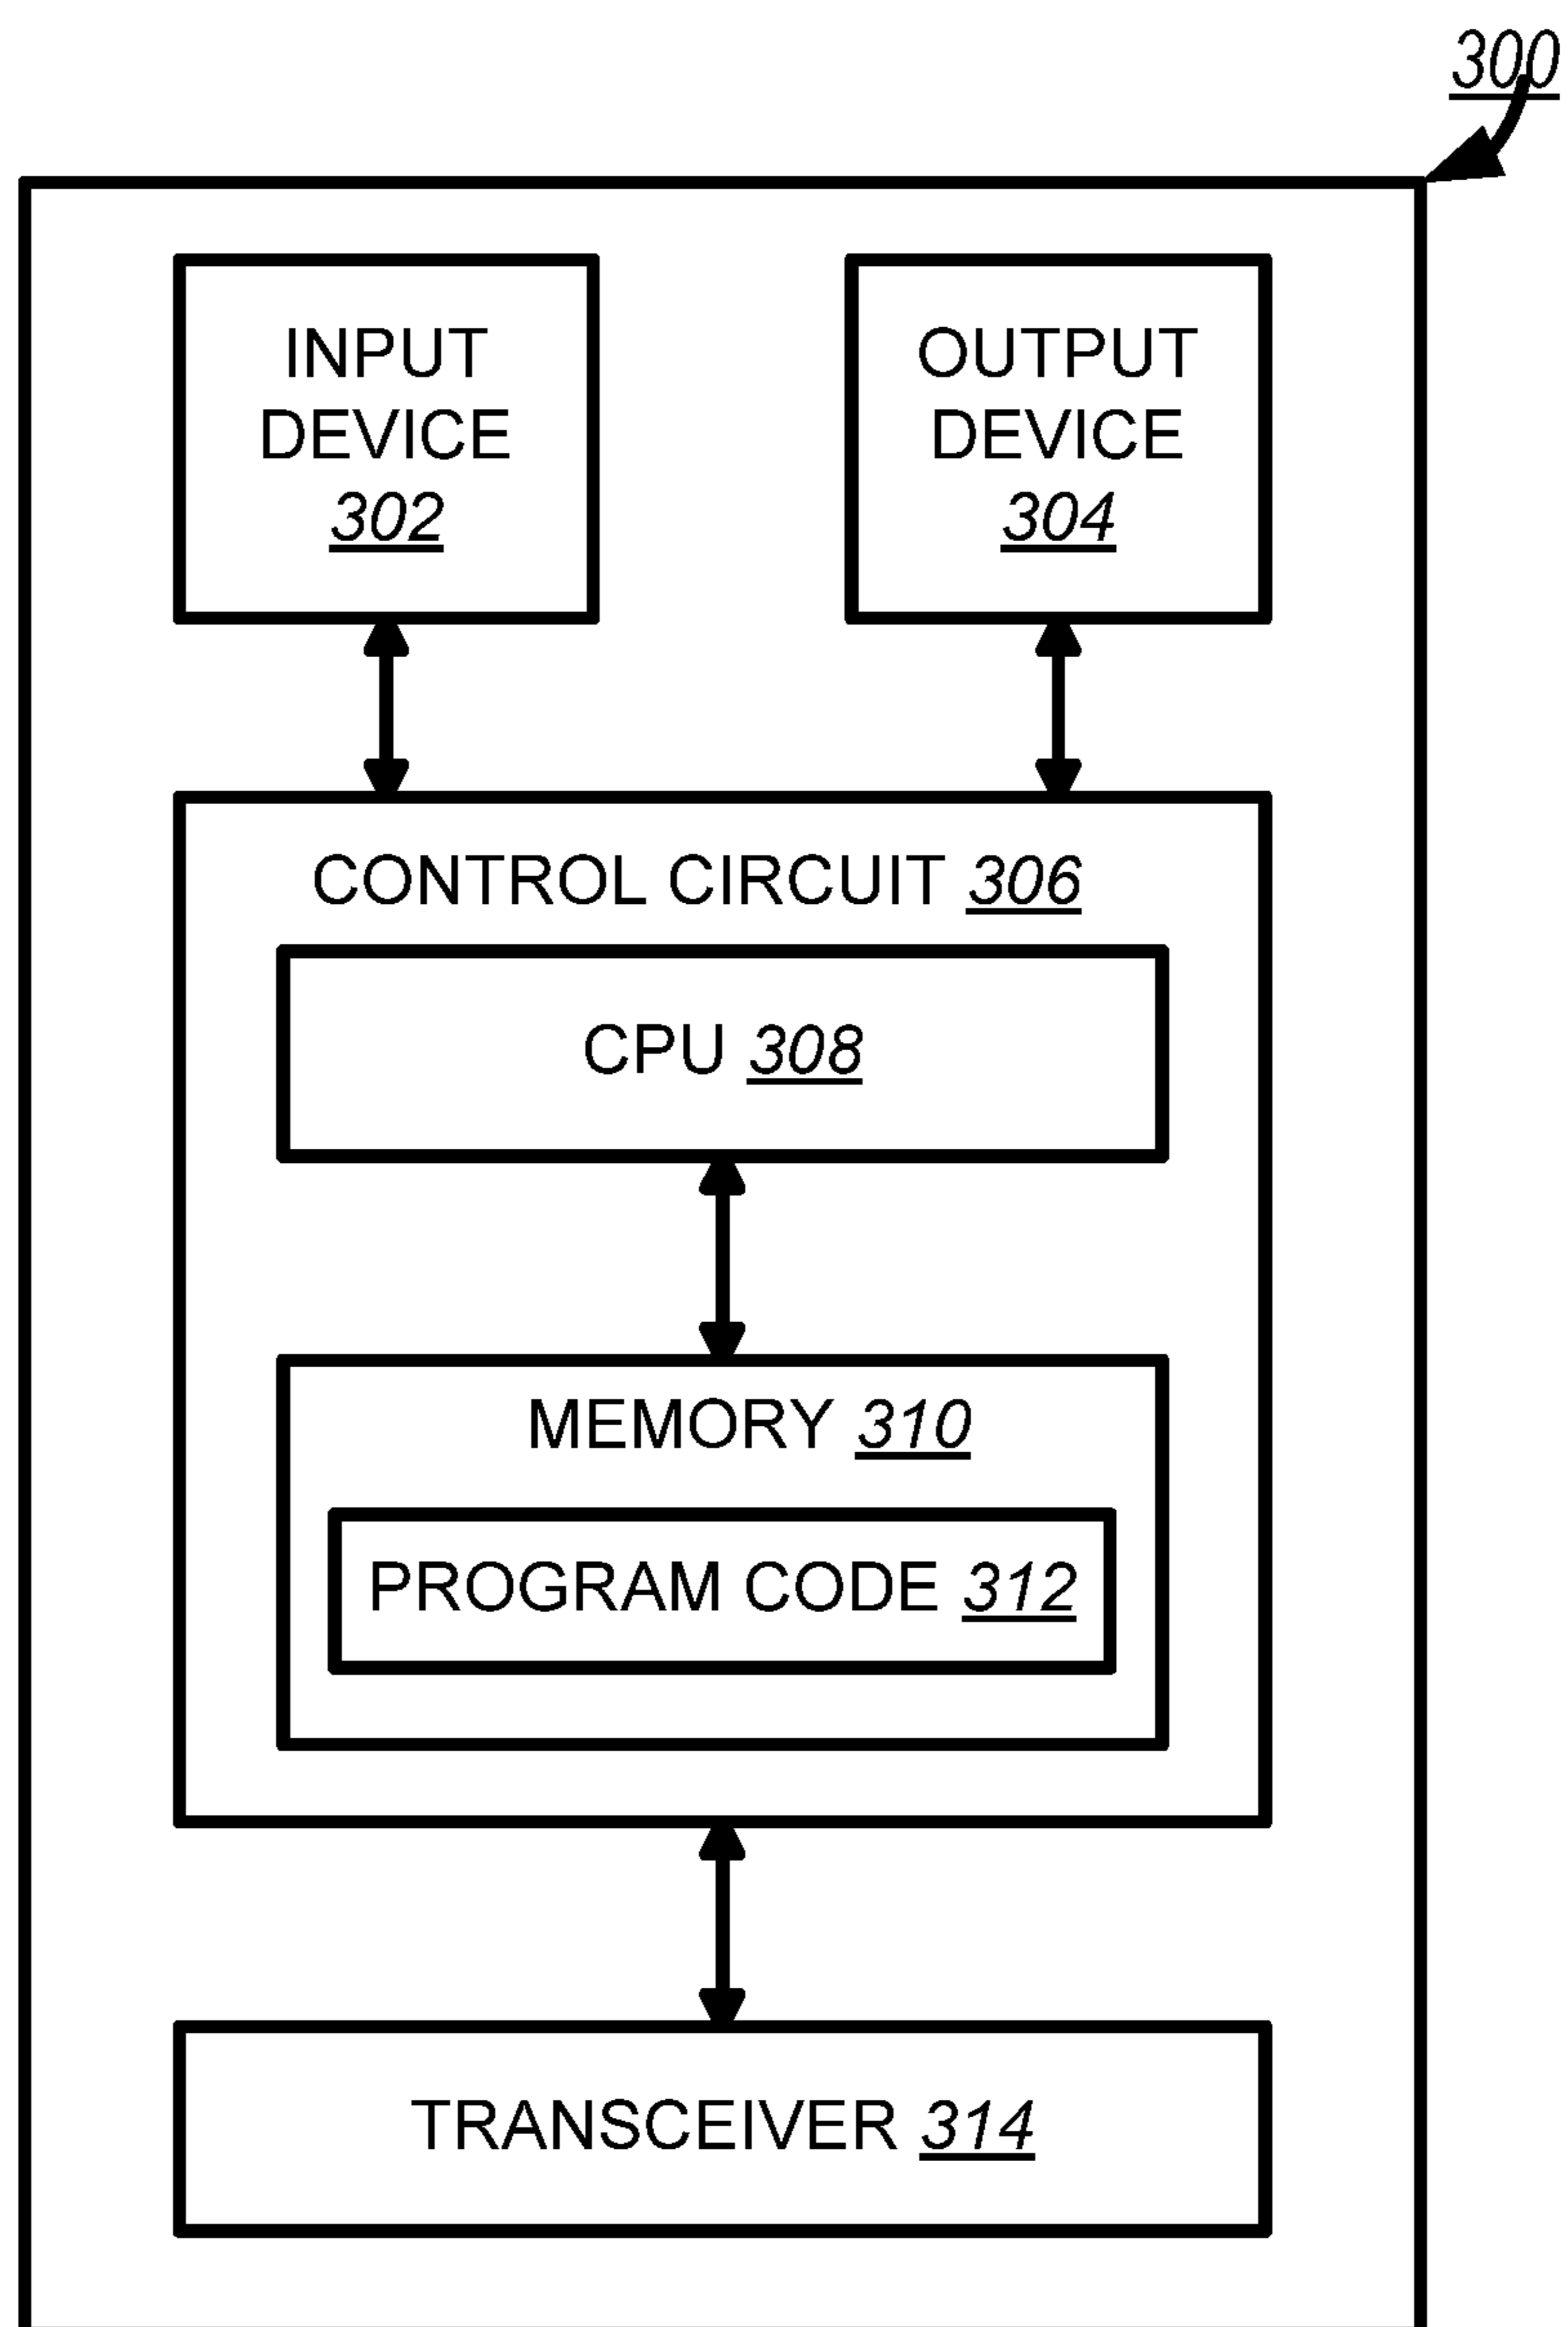 300
INPUT
DEVICE
302
OUTPUT
DEVICE
304
CONTROL CIRCUIT 306
CPU 308
MEMORY 310
PROGRAM CODE 312
TRANSCEIVER 314